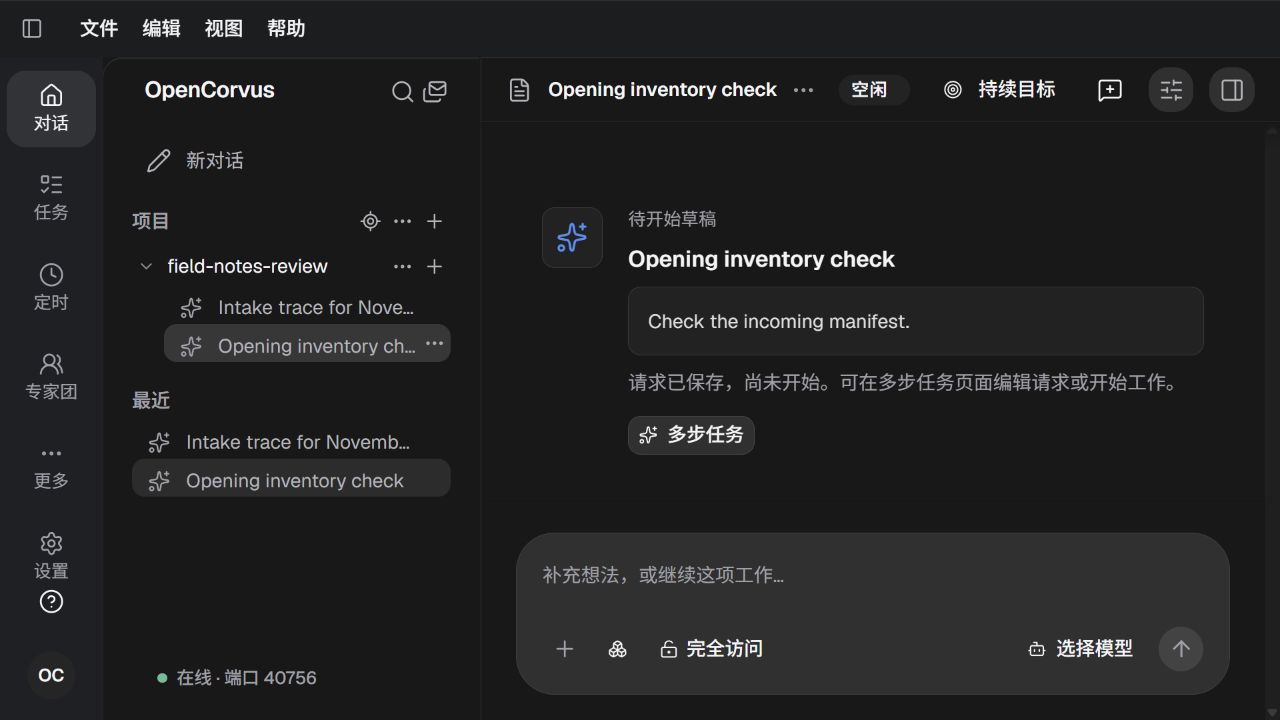 文件 编辑 视图 帮助
对话
任务
定时
专家团
更多
设置
OC
OpenCorvus
新对话
项目
field-notes-review
Intake trace for Nove...
Opening inventory ch...
最近
Intake trace for Novemb...
Opening inventory check
在线 · 端口 40756
Opening inventory check ... 空闲 持续目标
待开始草稿
Opening inventory check
Check the incoming manifest.
请求已保存，尚未开始。可在多步任务页面编辑请求或开始工作。
多步任务
补充想法，或继续这项工作...
完全访问 选择模型